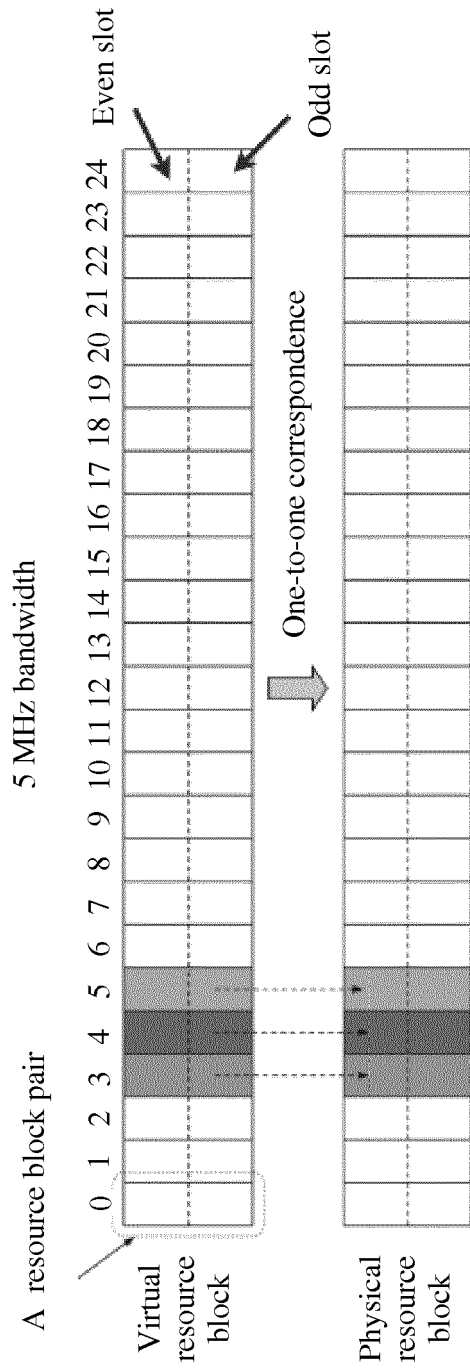 5 MHz bandwidth
A resource block pair
0 1 2 3 4 5 6 7 8 9 10 11 12 13 14 15 16 17 18 19 20 21 22 23 24
Even slot
Virtual
resource
block
Odd slot
One-to-one correspondence
Physical
resource
block